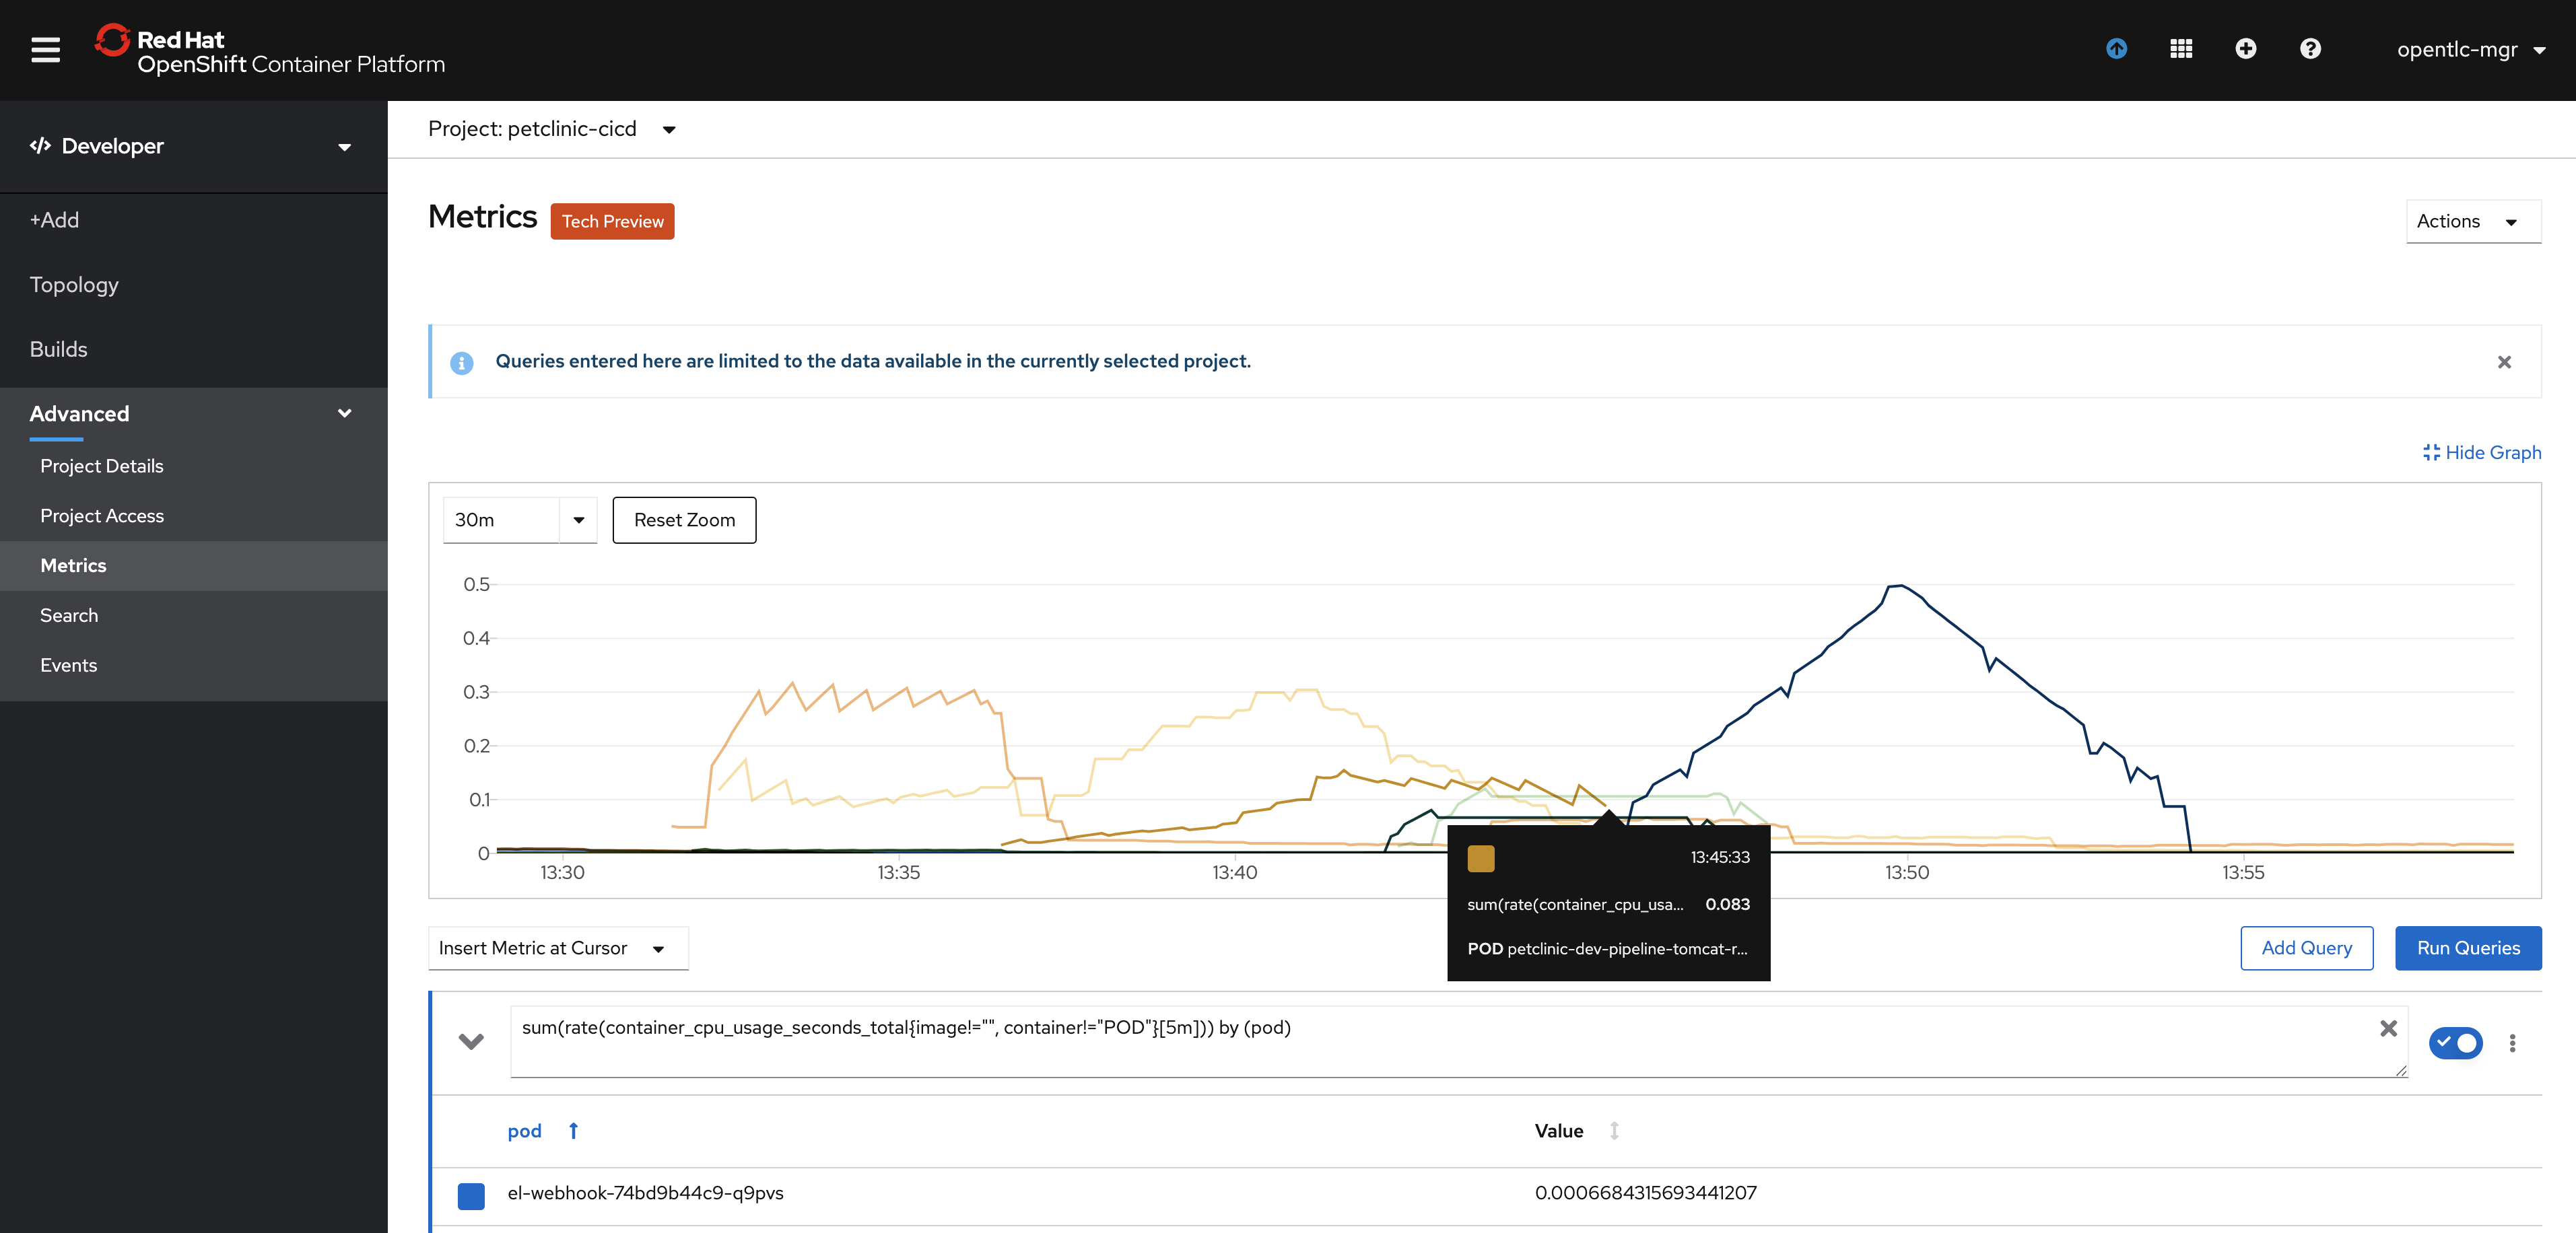 Red Hat
OpenShift Container Platform
opentlc-mgr
Developer
Project: petclinic-cicd
+Add
Metrics
Tech Preview
Actions
Topology
Builds
Queries entered here are limited to the data available in the currently selected project.
Advanced
Project Details
Hide Graph
Project Access
30m
Reset Zoom
Metrics
Search
Events
0.5
0.4
0.3
0.2
0.1
0
13:30
13:35
13:40
13:50
13:55
13:45:33
sum(rate(container_cpu_usa... 0.083
POD petclinic-dev-pipeline-tomcat-r...
Insert Metric at Cursor
Add Query
Run Queries
sum(rate(container_cpu_usage_seconds_total{image!="", container!="POD"}[5m])) by (pod)
pod
Value
el-webhook-74bd9b44c9-q9pvs
0.0006684315693441207